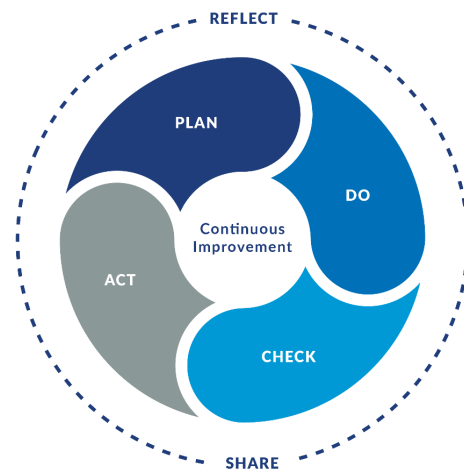 REFLECT
PLAN
DO
Continuous
Improvement
ACT
CHECK
SHARE